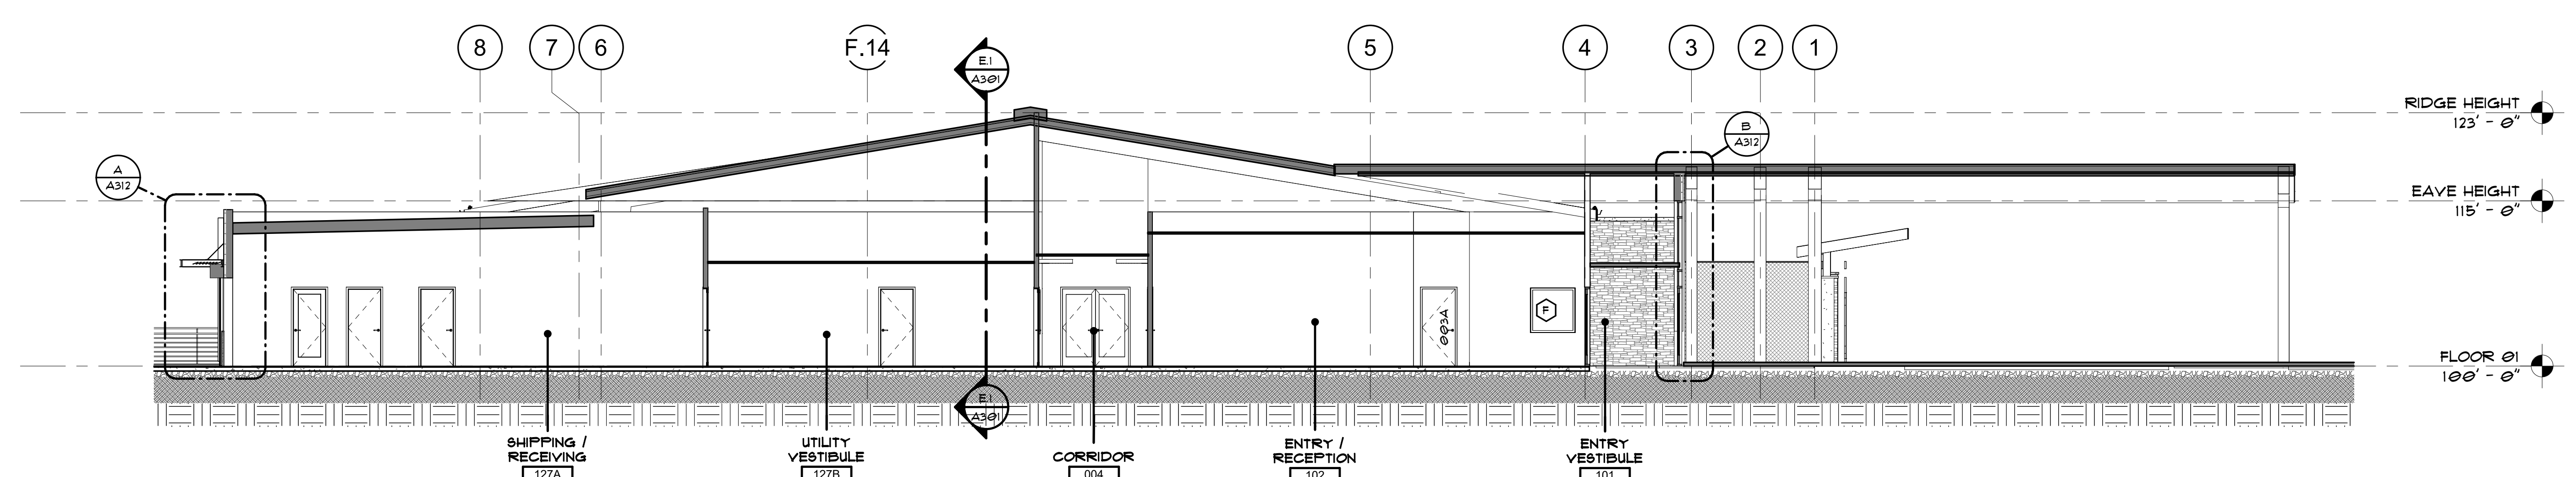 8
7
6
F.14
5
4
3
2
1
E.1
A301
RIDGE HEIGHT
123' - 0"
B
A312
A
A312
EAVE HEIGHT
115' - 0"
F
003A
FLOOR 01
100' - 0"
E.1
A301
SHIPPING /
RECEIVING
127A
UTILITY
VESTIBULE
127B
CORRIDOR
004
ENTRY /
RECEPTION
102
ENTRY
VESTIBULE
101